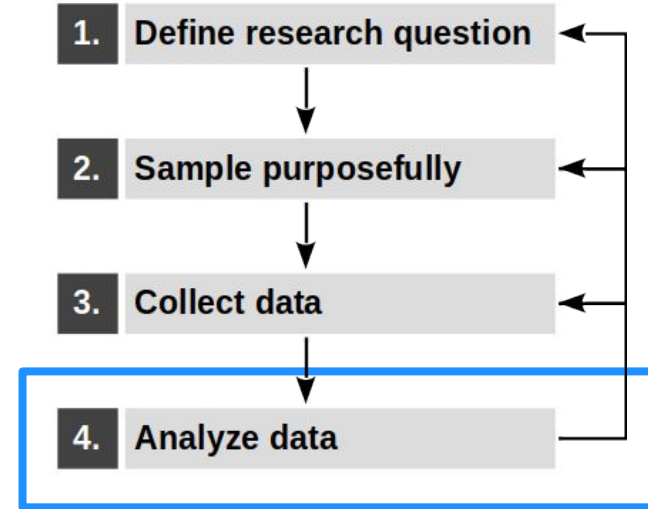 1. Define research question
2. Sample purposefully
3. Collect data
4. Analyze data